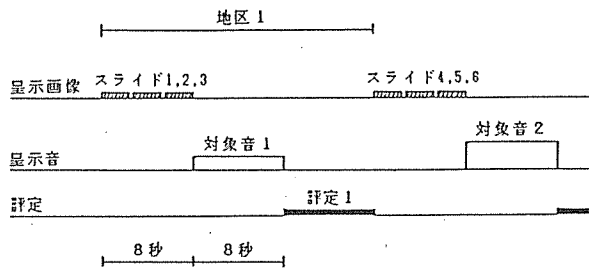 地区1
スライド1,2,3
スライド4,5,6
呈示画像
対象音1
対象音2
呈示音
評定1
評定
8秒
8秒